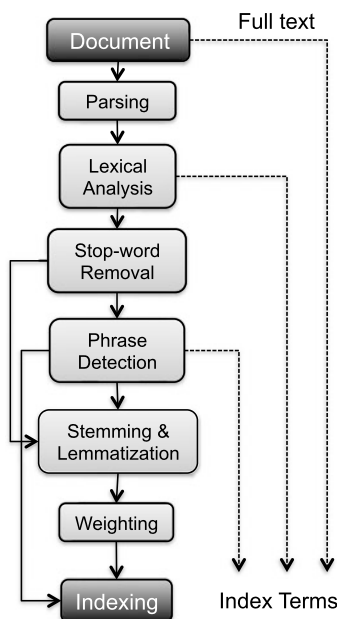 Full text
Document
Parsing
Lexical
Analysis
Stop-word
Removal
Phrase
Detection
Stemming &
Lemmatization
Weighting
Indexing
Index Terms